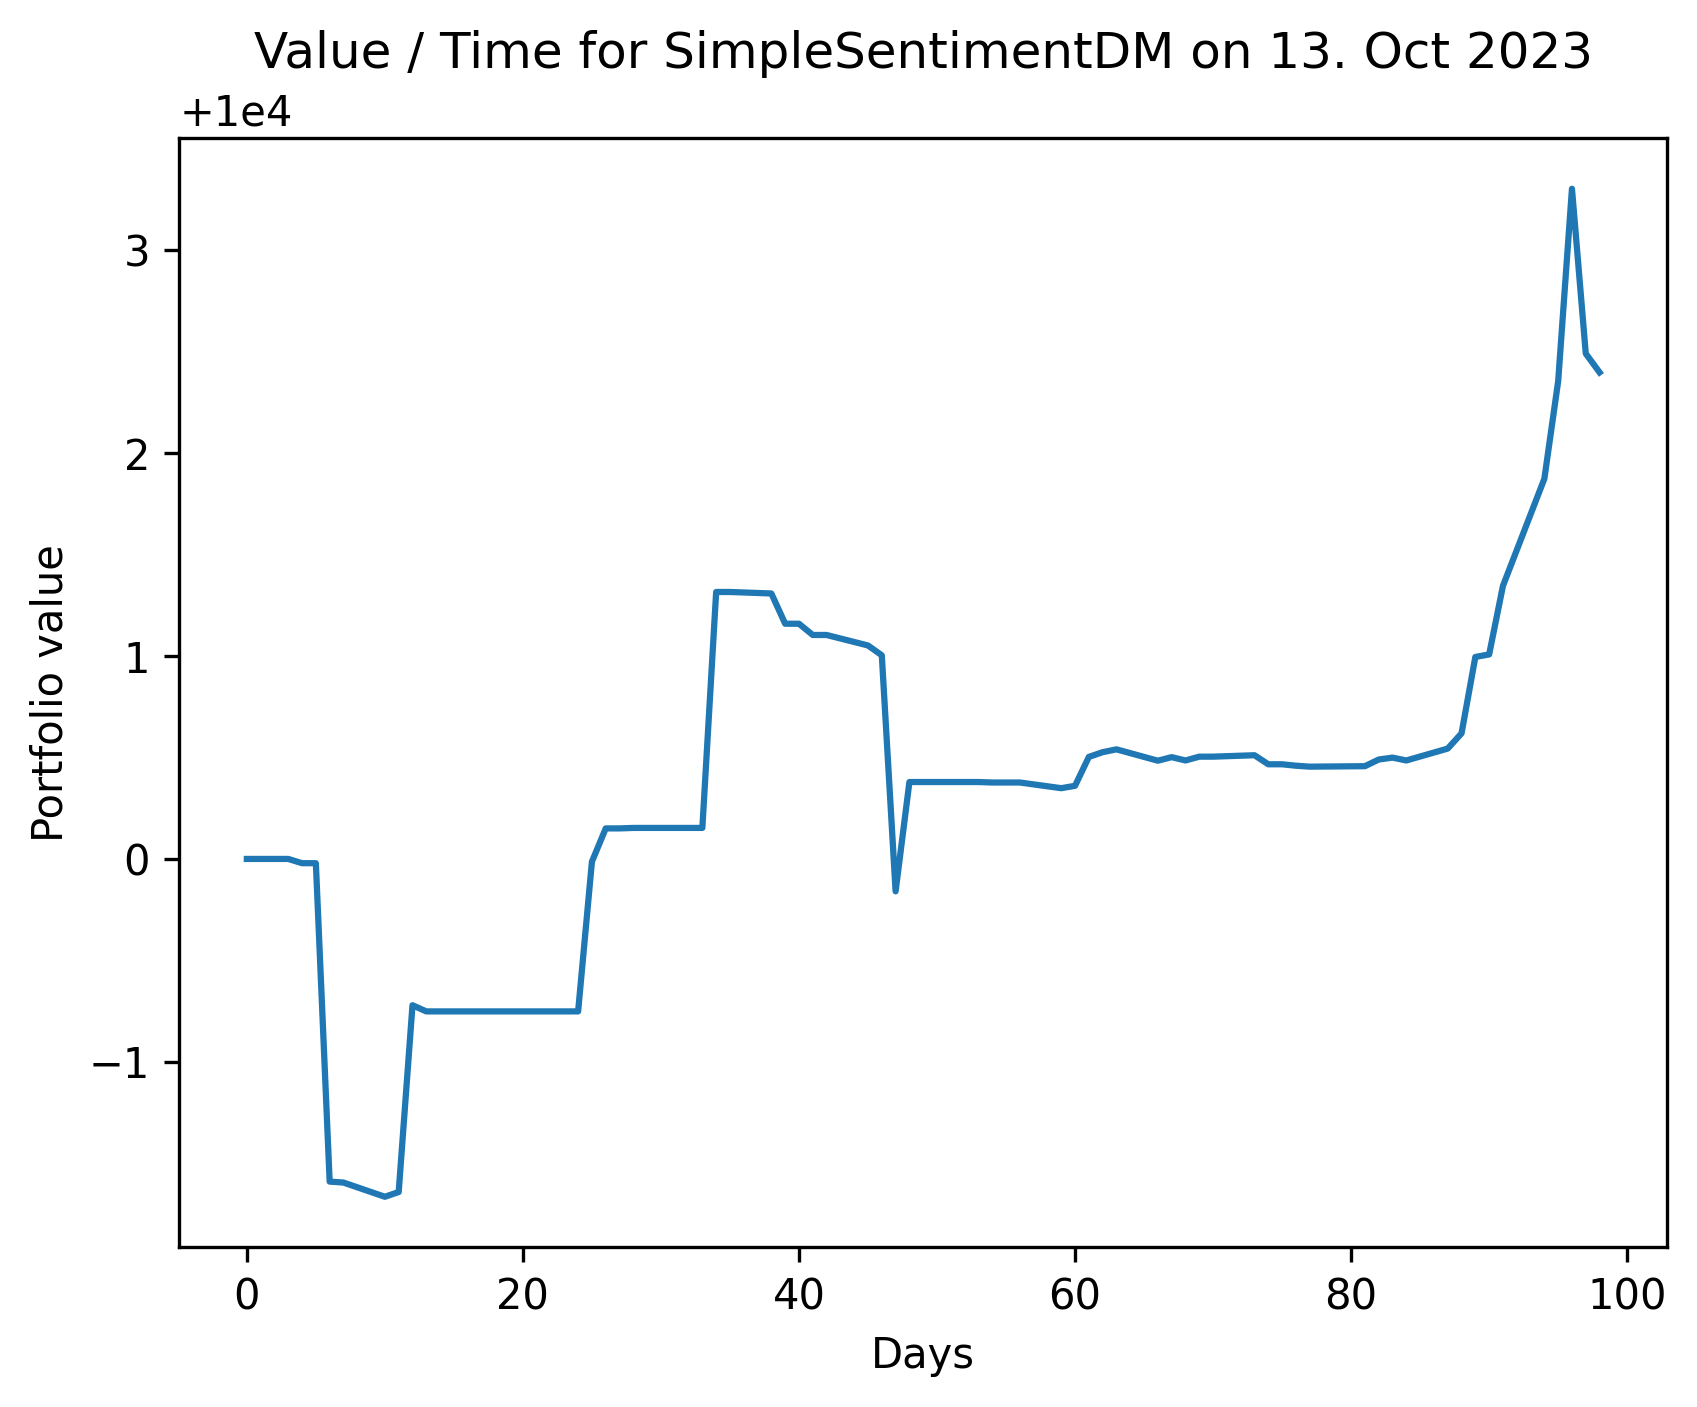 Value / Time for SimpleSentimentDM on 13. Oct 2023
+1e4
3
2
1
0
−1
Portfolio value
0 20 40 60 80 100
Days